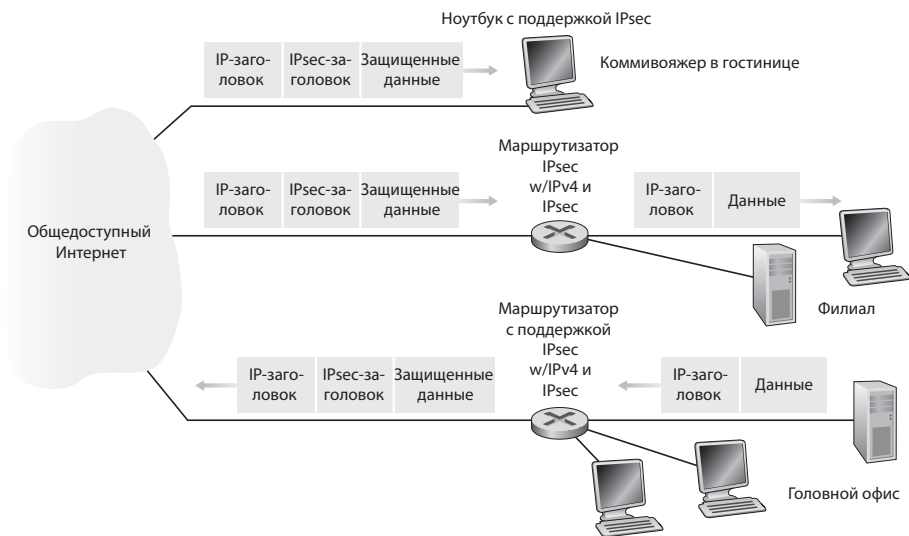 Ноутбук с поддержкой IPsec
IP-заго-
ловок
IPsec-за-
головок
Защищенные
данные
Коммивояжер в гостинице
Маршрутизатор
IPsec
w/IPv4 и
IPsec
IP-заго-
ловок
IPsec-за-
головок
Защищенные
данные
IP-заго-
ловок
Данные
Общедоступный
Интернет
Филиал
Маршрутизатор
с поддержкой
IPsec
w/IPv4 и
IPsec
IP-заго-
ловок
IPsec-за-
головок
Защищенные
данные
IP-заго-
ловок
Данные
Головной офис